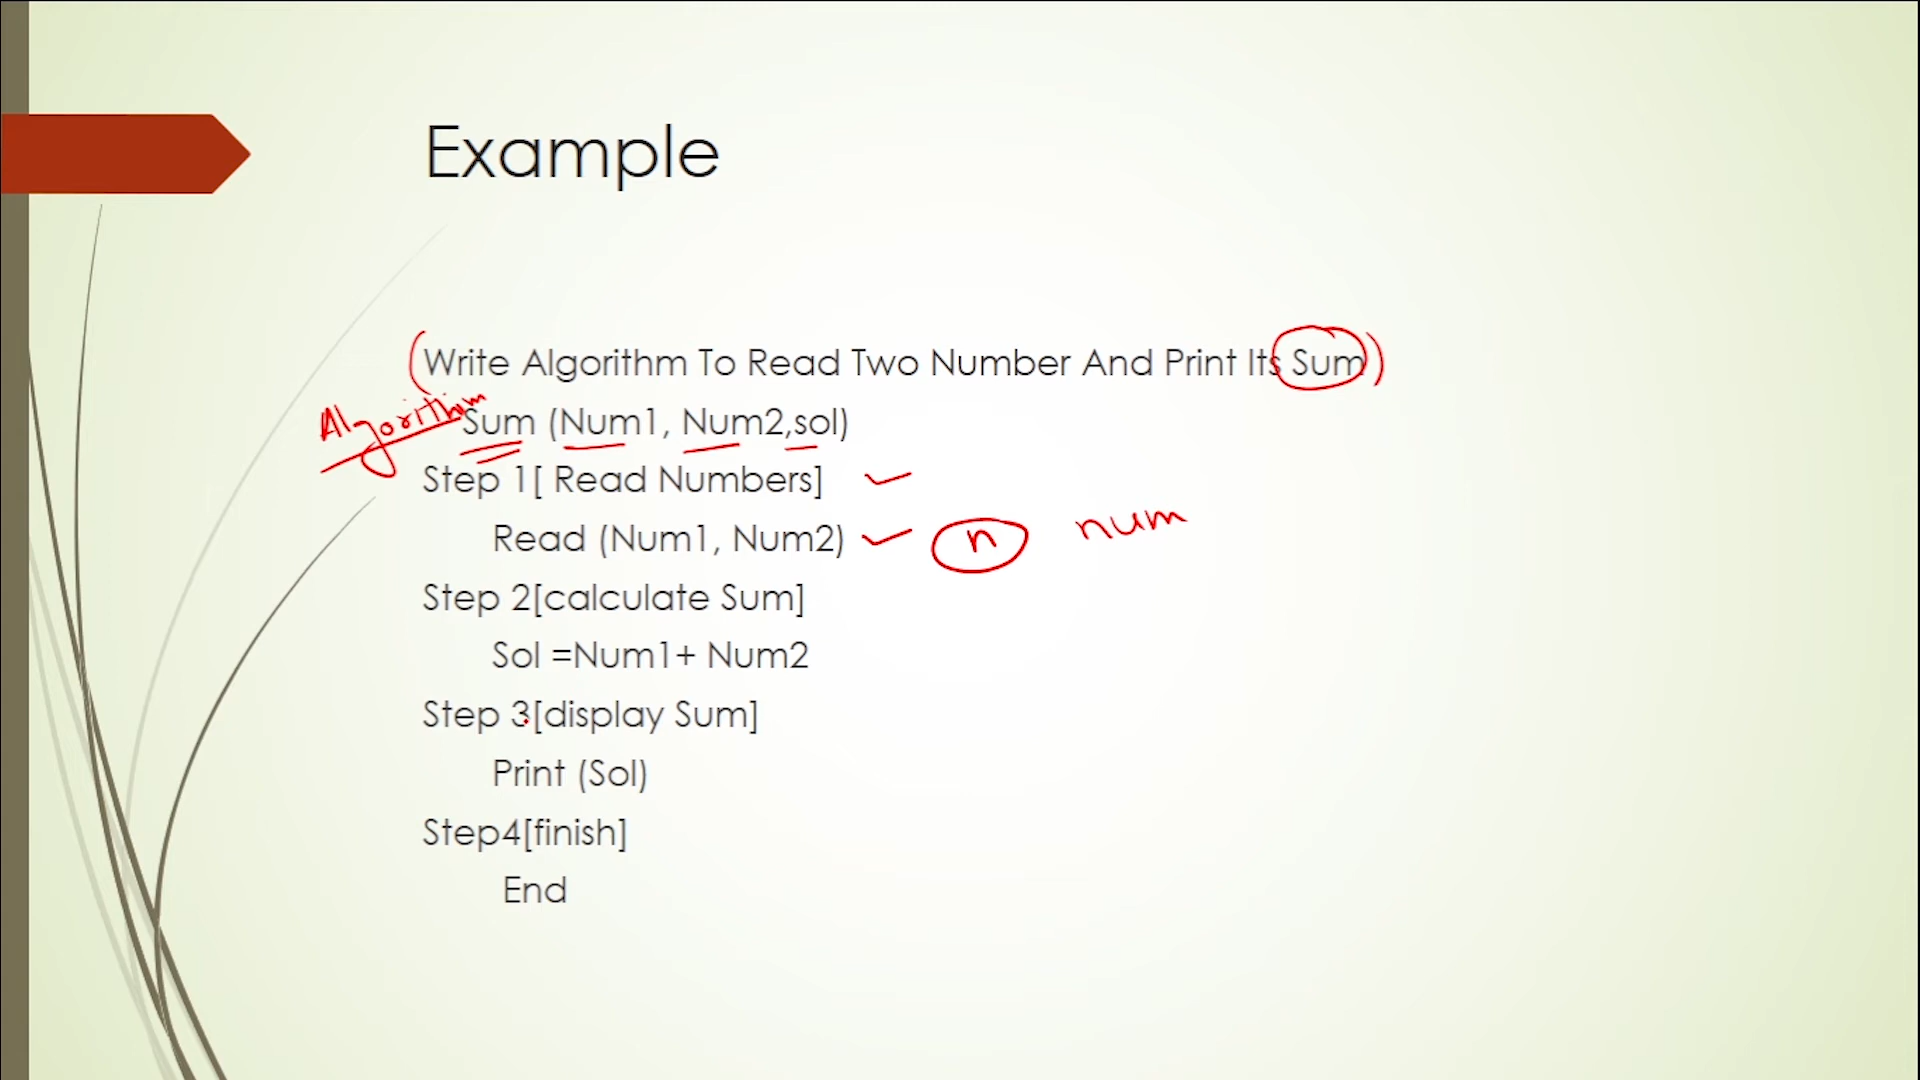 Example
(Write Algorithm To Read Two Number And Print Its Sum)
Algorithm Sum (Num1, Num2,sol)
Step 1[ Read Numbers]
Read (Num1, Num2) n num
Step 2[calculate Sum]
Sol =Num1+ Num2
Step 3[display Sum]
Print (Sol)
Step4[finish]
End